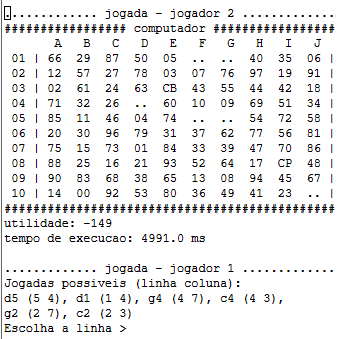 ............. jogada - jogador 2 .............
################# computador #################
A B C D E F G H I J
01 | 66 29 87 50 05 .. .. 40 35 06 |
02 | 12 57 27 78 03 07 76 97 19 91 |
03 | 02 61 24 63 CB 43 55 44 42 18 |
04 | 71 32 26 .. 60 10 09 69 51 34 |
05 | 85 11 46 04 74 .. .. 54 72 58 |
06 | 20 30 96 79 31 37 62 77 56 81 |
07 | 75 15 73 01 84 33 39 47 70 86 |
08 | 88 25 16 21 93 52 64 17 CP 48 |
09 | 90 83 68 38 65 13 08 94 45 67 |
10 | 14 00 92 53 80 36 49 41 23 .. |
##############################################
utilidade: -149
tempo de execucao: 4991.0 ms
............. jogada - jogador 1 .............
Jogadas possiveis (linha coluna):
d5 (5 4), d1 (1 4), g4 (4 7), c4 (4 3),
g2 (2 7), c2 (2 3)
Escolha a linha >